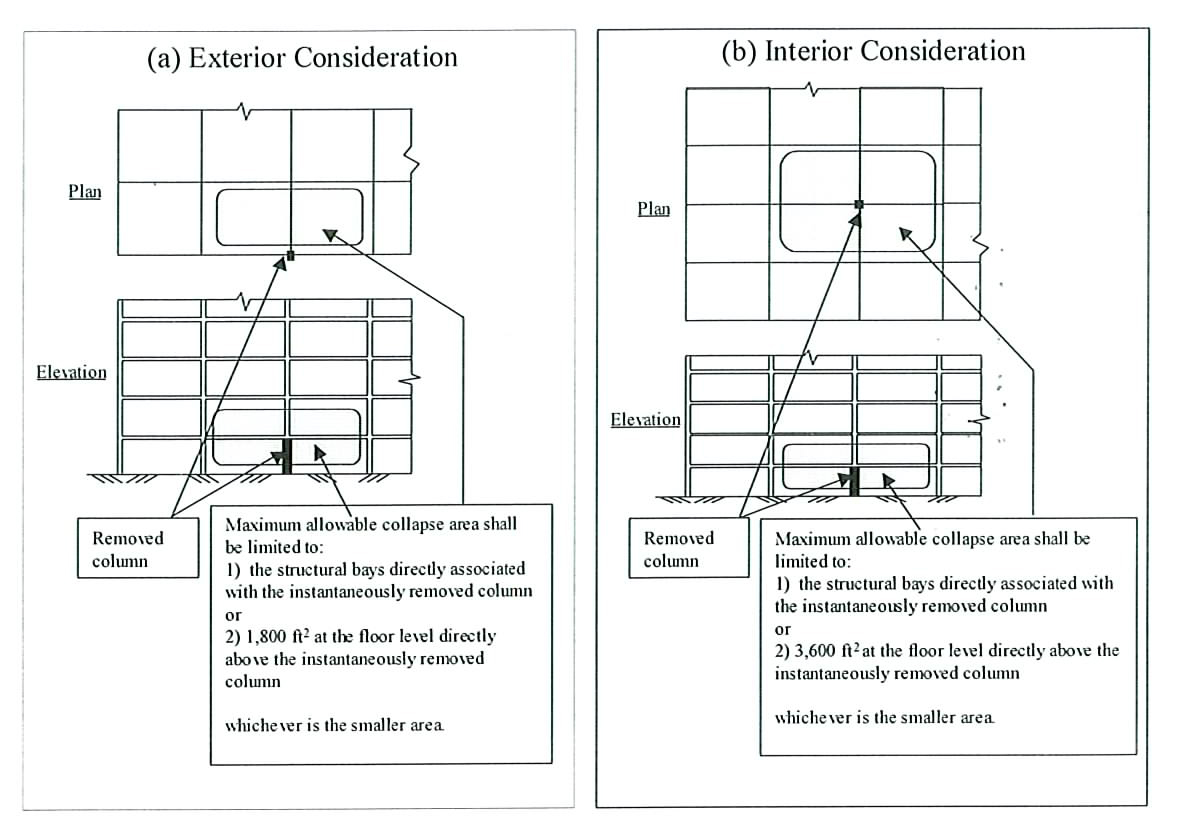 (a) Exterior Consideration
Plan
Elevation
Removed
column
Maximum allowable collapse area shall
be limited to:
1) the structural bays directly associated
with the instantaneously removed column
or
2) 1,800 ft² at the floor level directly
above the instantaneously removed
column
whichever is the smaller area.
(b) Interior Consideration
Plan
Elevation
Removed
column
Maximum allowable collapse area shall be
limited to:
1) the structural bays directly associated with
the instantaneously removed column
or
2) 3,600 ft² at the floor level directly above the
instantaneously removed column
whichever is the smaller area.